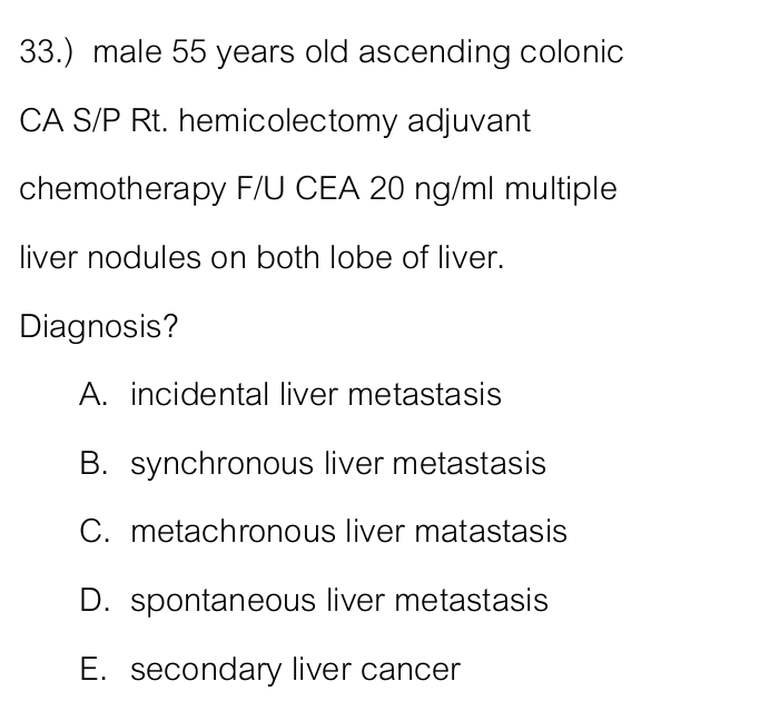 33.) male 55 years old ascending colonic
CA S/P Rt. hemicolectomy adjuvant
chemotherapy F/U CEA 20 ng/ml multiple
liver nodules on both lobe of liver.
Diagnosis?
A. incidental liver metastasis
B. synchronous liver metastasis
C. metachronous liver matastasis
D. spontaneous liver metastasis
E. secondary liver cancer